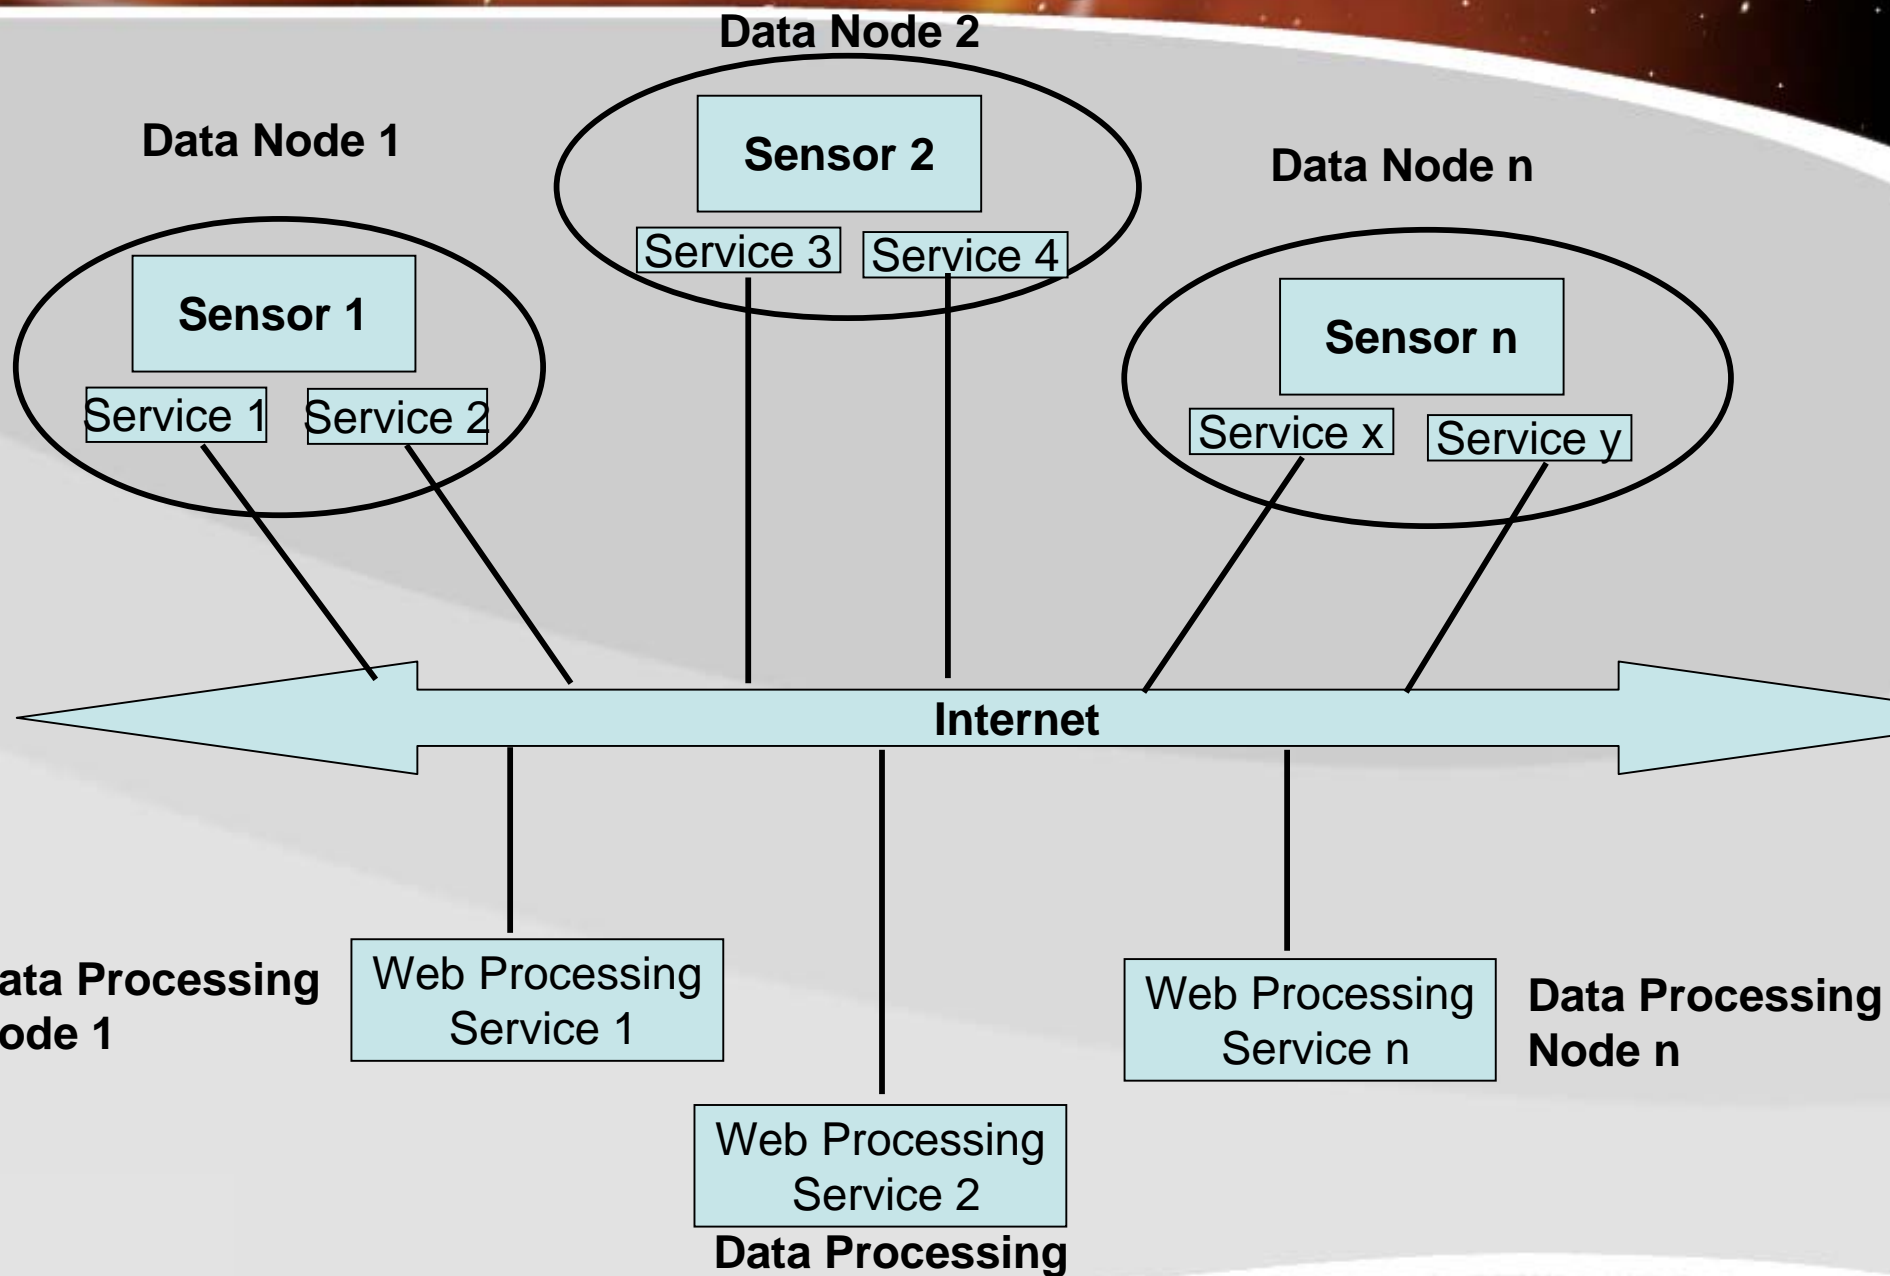 Data Node 2
Data Node 1
Data Node n
Sensor 2
Service 3
Service 4
Sensor 1
Service 1
Service 2
Sensor n
Service x
Service y
Internet
ata Processing
ode 1
Web Processing
Service 1
Web Processing
Service n
Data Processing
Node n
Web Processing
Service 2
Data Processing